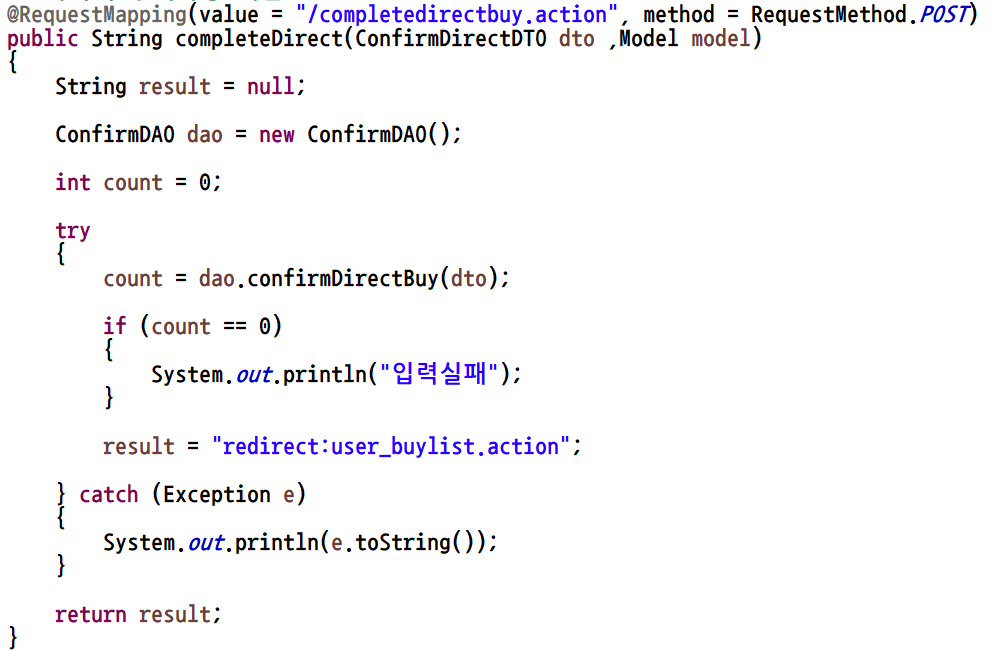 @RequestMapping(value = "/completedirectbuy.action", method = RequestMethod.POST)
public String completeDirect(ConfirmDirectDTO dto ,Model model)
{
    String result = null;

    ConfirmDAO dao = new ConfirmDAO();

    int count = 0;

    try
    {
        count = dao.confirmDirectBuy(dto);

        if (count == 0)
        {
            System.out.println("입력실패");
        }

        result = "redirect:user_buylist.action";

    } catch (Exception e)
    {
        System.out.println(e.toString());
    }

    return result;
}